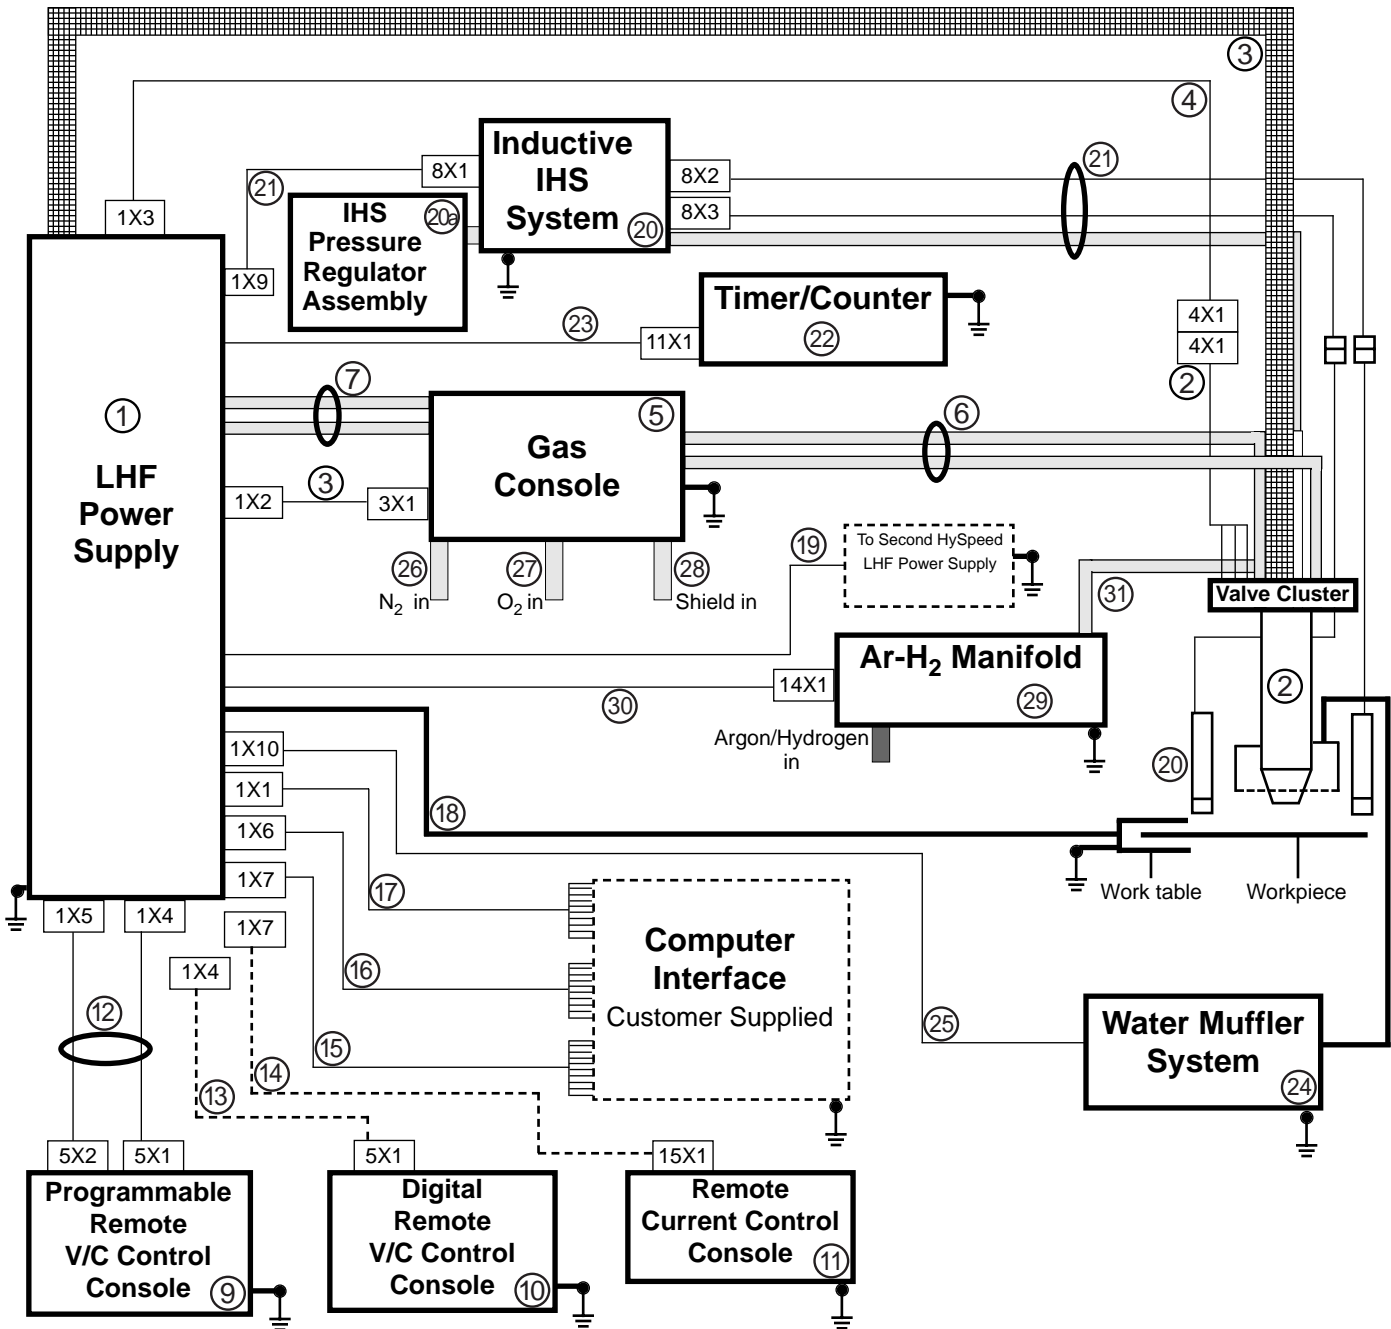 3
4
Inductive
IHS
System
20
8X1
8X2
8X3
21
21
1X3
IHS
Pressure
Regulator
Assembly
20a
1X9
Timer/Counter
22
23
11X1
4X1
4X1
2
1
LHF
Power
Supply
7
Gas
Console
5
6
1X2
3
3X1
26
N2 in
27
O2 in
28
Shield in
19
To Second HySpeed
LHF Power Supply
31
Valve Cluster
Ar-H2 Manifold
29
14X1
30
Argon/Hydrogen
in
2
20
1X10
1X1
1X6
1X7
18
Work table
Workpiece
17
16
15
1X5
1X4
1X7
1X4
Computer
Interface
Customer Supplied
12
13
14
25
Water Muffler
System
24
5X2
5X1
5X1
15X1
Programmable
Remote
V/C Control
Console
9
Digital
Remote
V/C Control
Console
10
Remote
Current Control
Console
11